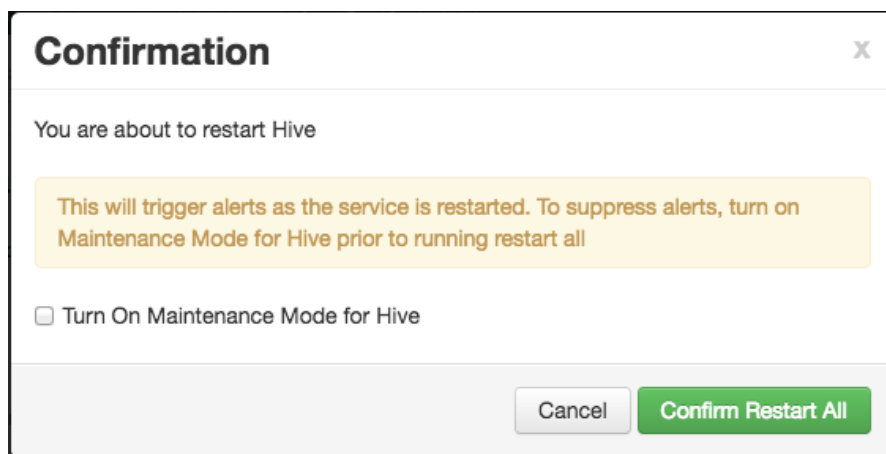 Confirmation
x
You are about to restart Hive
This will trigger alerts as the service is restarted. To suppress alerts, turn on
Maintenance Mode for Hive prior to running restart all
Turn On Maintenance Mode for Hive
Cancel
Confirm Restart All